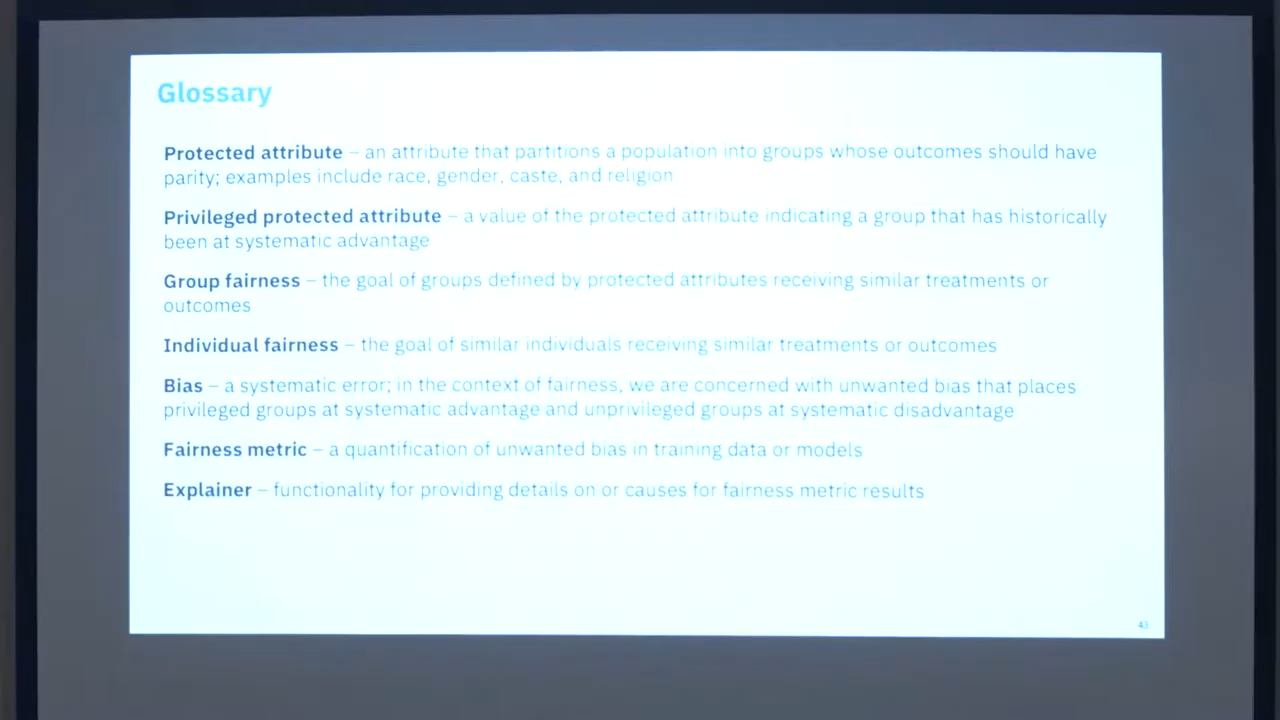 Glossary
Protected attribute – an attribute that partitions a population into groups whose outcomes should have
parity; examples include race, gender, caste, and religion
Privileged protected attribute – a value of the protected attribute indicating a group that has historically
been at systematic advantage
Group fairness – the goal of groups defined by protected attributes receiving similar treatments or
outcomes
Individual fairness – the goal of similar individuals receiving similar treatments or outcomes
Bias – a systematic error; in the context of fairness, we are concerned with unwanted bias that places
privileged groups at systematic advantage and unprivileged groups at systematic disadvantage
Fairness metric – a quantification of unwanted bias in training data or models
Explainer – functionality for providing details on or causes for fairness metric results
43